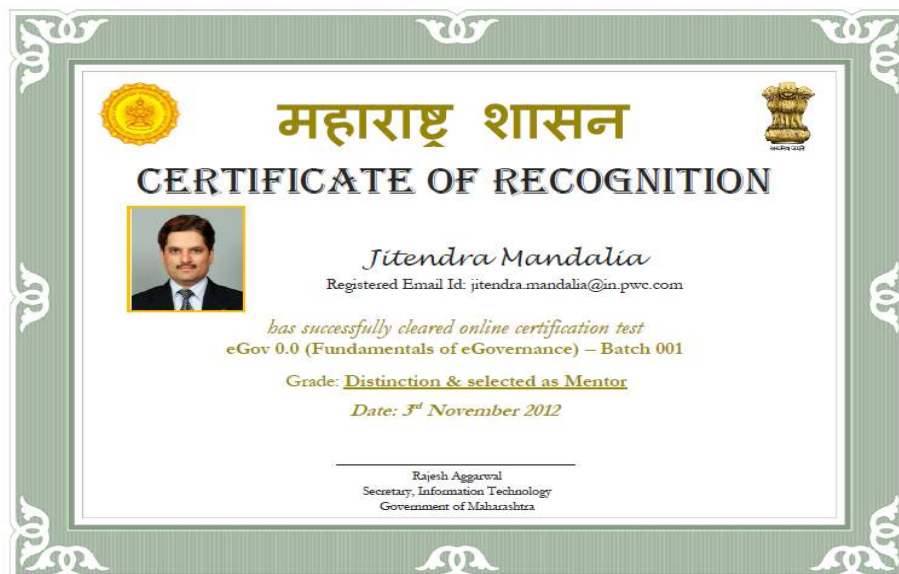 महाराष्ट्र शासन
CERTIFICATE OF RECOGNITION
Jitendra Mandalia
Registered Email Id: jitendra.mandalia@in.pwc.com
has successfully cleared online certification test
eGov 0.0 (Fundamentals of eGovernance) – Batch 001
Grade: Distinction & selected as Mentor
Date: 3rd November 2012
Rajesh Aggarwal
Secretary, Information Technology
Government of Maharashtra